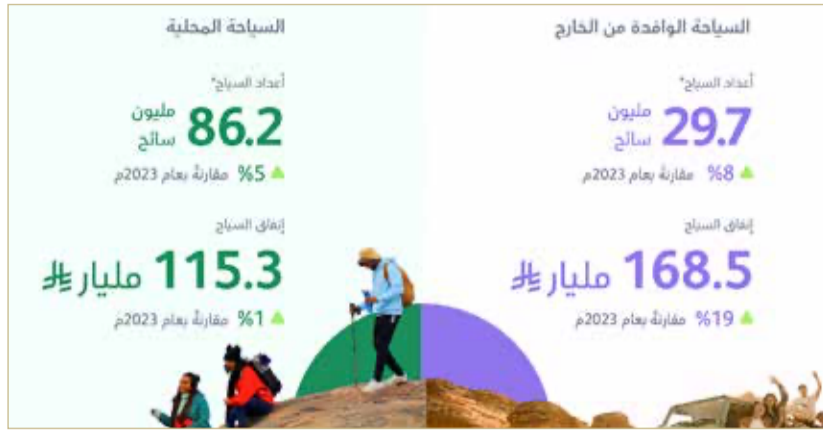 السياحة الوافدة من الخارج
أعداد السياح*
29.7 مليون سائح
8% مقارنةً بعام 2023م
إنفاق السياح
168.5 مليار
19% مقارنةً بعام 2023م
السياحة المحلية
أعداد السياح*
86.2 مليون سائح
5% مقارنةً بعام 2023م
إنفاق السياح
115.3 مليار
1% مقارنةً بعام 2023م